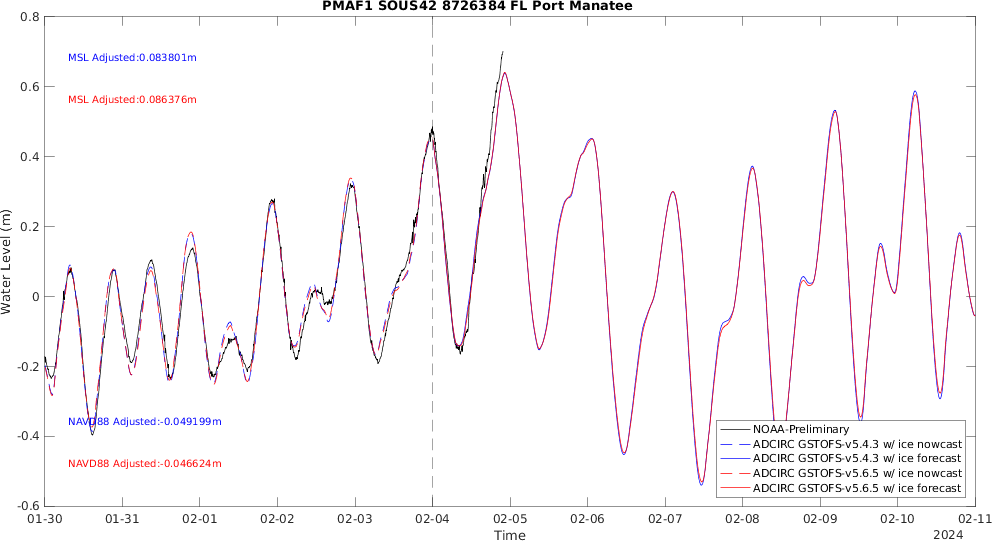 PMAF1 SOUS42 8726384 FL Port Manatee
0.8
0.6
0.4
0.2
0
-0.2
-0.4
-0.6
Water Level (m)
MSL Adjusted:0.083801m
MSL Adjusted:0.086376m
NAVD88 Adjusted:-0.049199m
NAVD88 Adjusted:-0.046624m
NOAA-Preliminary
ADCIRC GSTOFS-v5.4.3 w/ ice nowcast
ADCIRC GSTOFS-v5.4.3 w/ ice forecast
ADCIRC GSTOFS-v5.6.5 w/ ice nowcast
ADCIRC GSTOFS-v5.6.5 w/ ice forecast
01-30 01-31 02-01 02-02 02-03 02-04 02-05 02-06 02-07 02-08 02-09 02-10 02-11
Time
2024